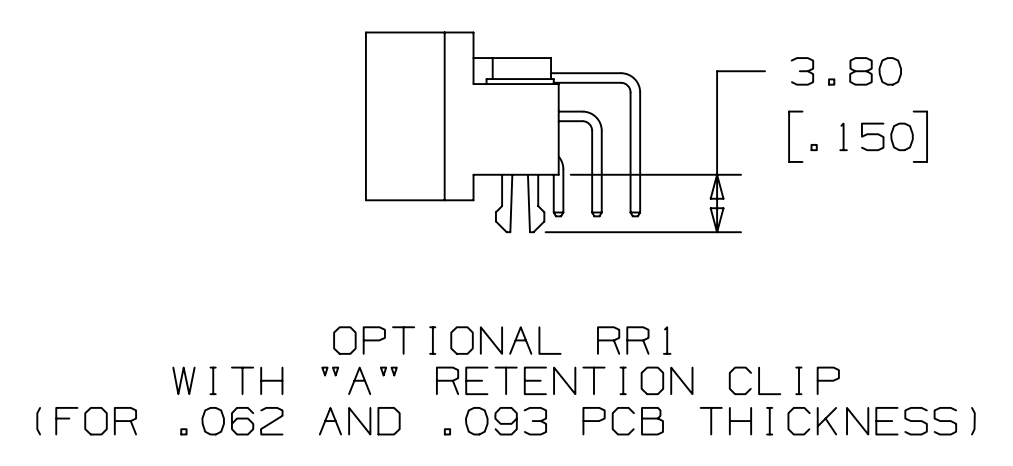 3.80
[.150]
OPTIONAL RR1
WITH "A" RETENTION CLIP
(FOR .062 AND .093 PCB THICKNESS)